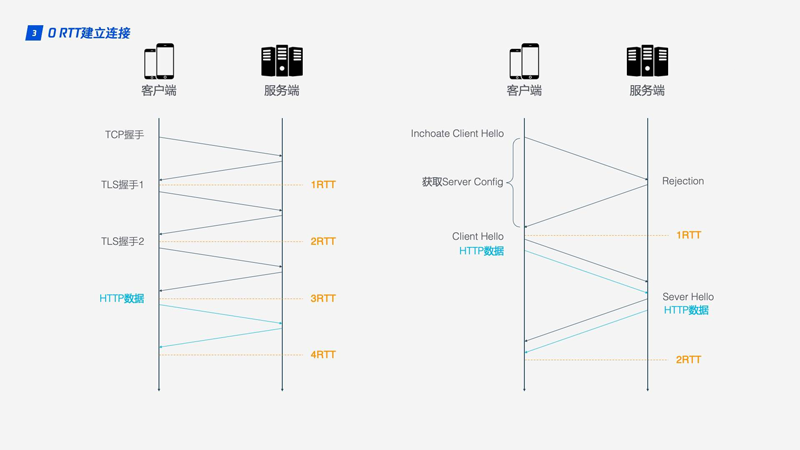 3
0 RTT建立连接
客户端
服务端
TCP握手
TLS握手1
1RTT
TLS握手2
2RTT
HTTP数据
3RTT
4RTT
客户端
服务端
Inchoate Client Hello
获取Server Config
Rejection
1RTT
Client Hello
HTTP数据
Sever Hello
HTTP数据
2RTT